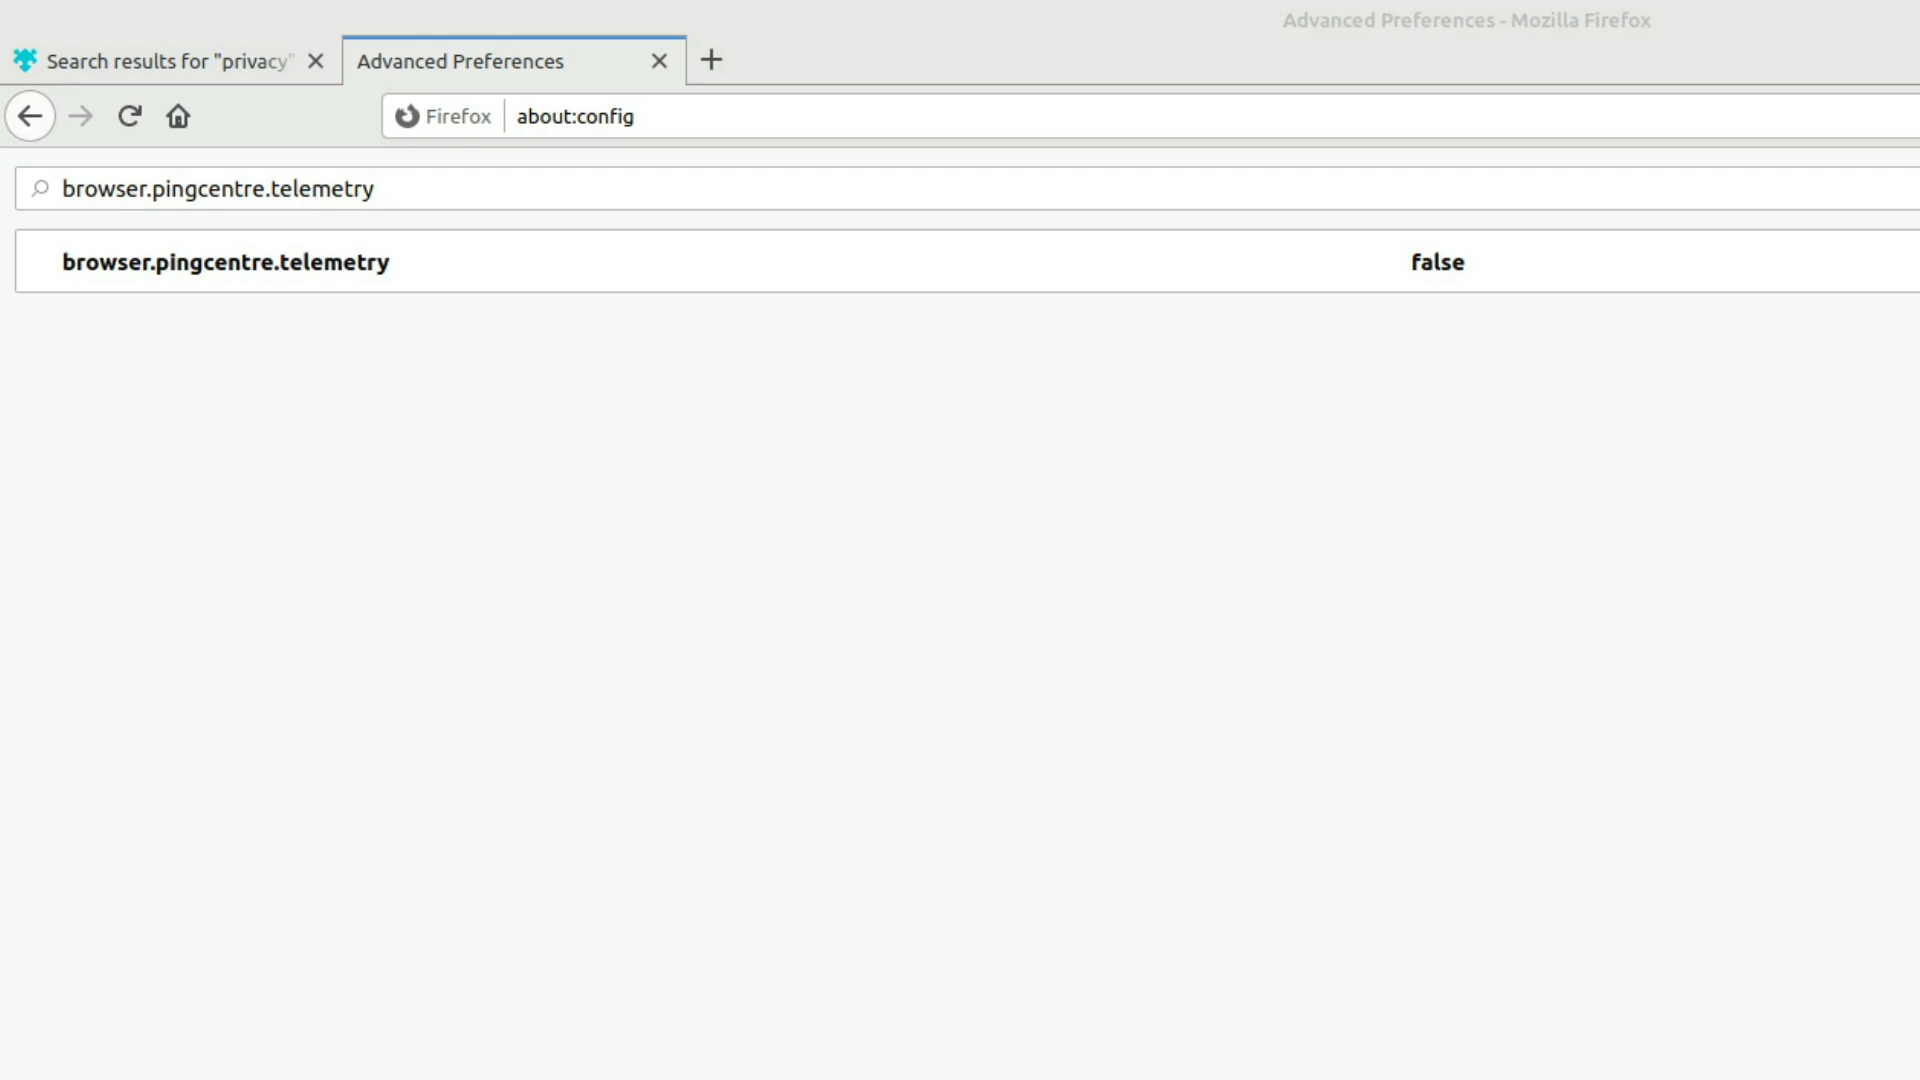 Advanced Preferences - Mozilla Firefox
Search results for "privacy"
Advanced Preferences
Firefox
about:config
browser.pingcentre.telemetry
browser.pingcentre.telemetry false